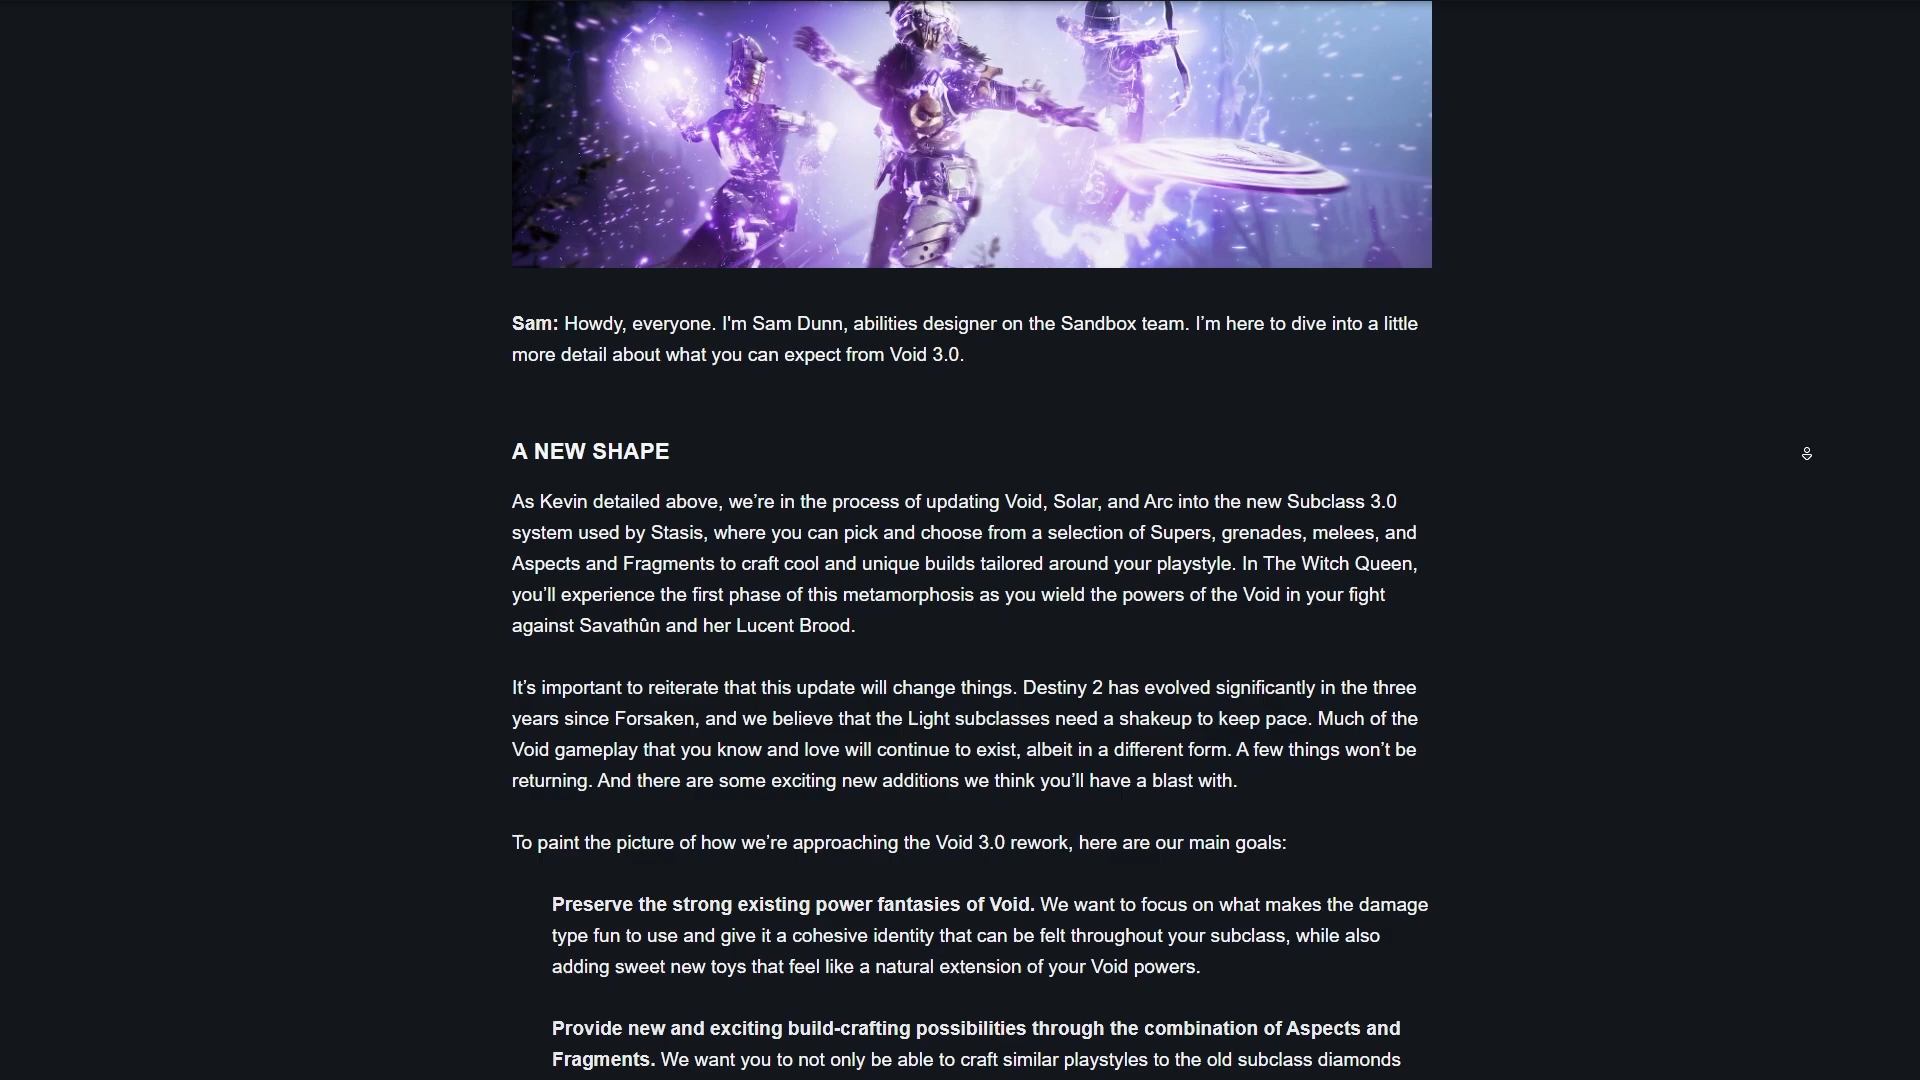 Sam: Howdy, everyone. I'm Sam Dunn, abilities designer on the Sandbox team. I’m here to dive into a little
more detail about what you can expect from Void 3.0.
A NEW SHAPE
As Kevin detailed above, we’re in the process of updating Void, Solar, and Arc into the new Subclass 3.0
system used by Stasis, where you can pick and choose from a selection of Supers, grenades, melees, and
Aspects and Fragments to craft cool and unique builds tailored around your playstyle. In The Witch Queen,
you’ll experience the first phase of this metamorphosis as you wield the powers of the Void in your fight
against Savathûn and her Lucent Brood.
It’s important to reiterate that this update will change things. Destiny 2 has evolved significantly in the three
years since Forsaken, and we believe that the Light subclasses need a shakeup to keep pace. Much of the
Void gameplay that you know and love will continue to exist, albeit in a different form. A few things won’t be
returning. And there are some exciting new additions we think you’ll have a blast with.
To paint the picture of how we’re approaching the Void 3.0 rework, here are our main goals:
Preserve the strong existing power fantasies of Void. We want to focus on what makes the damage
type fun to use and give it a cohesive identity that can be felt throughout your subclass, while also
adding sweet new toys that feel like a natural extension of your Void powers.
Provide new and exciting build-crafting possibilities through the combination of Aspects and
Fragments. We want you to not only be able to craft similar playstyles to the old subclass diamonds